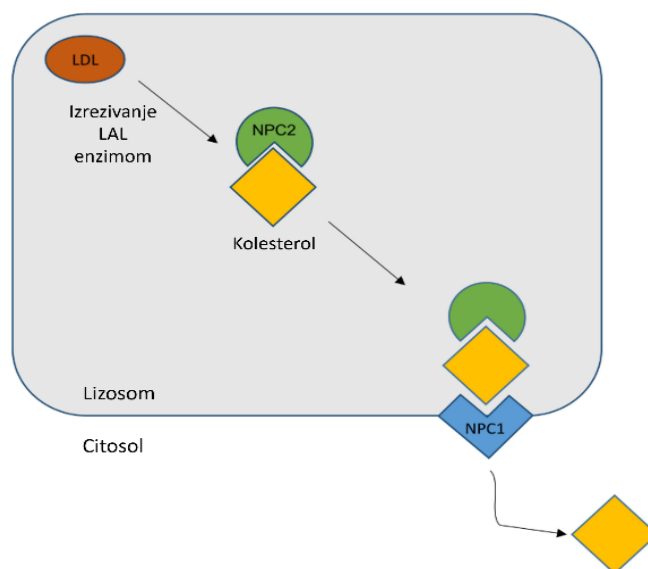 LDL
Izrezivanje
LAL
enzimom
NPC2
Kolesterol
NPC1
Lizosom
Citosol